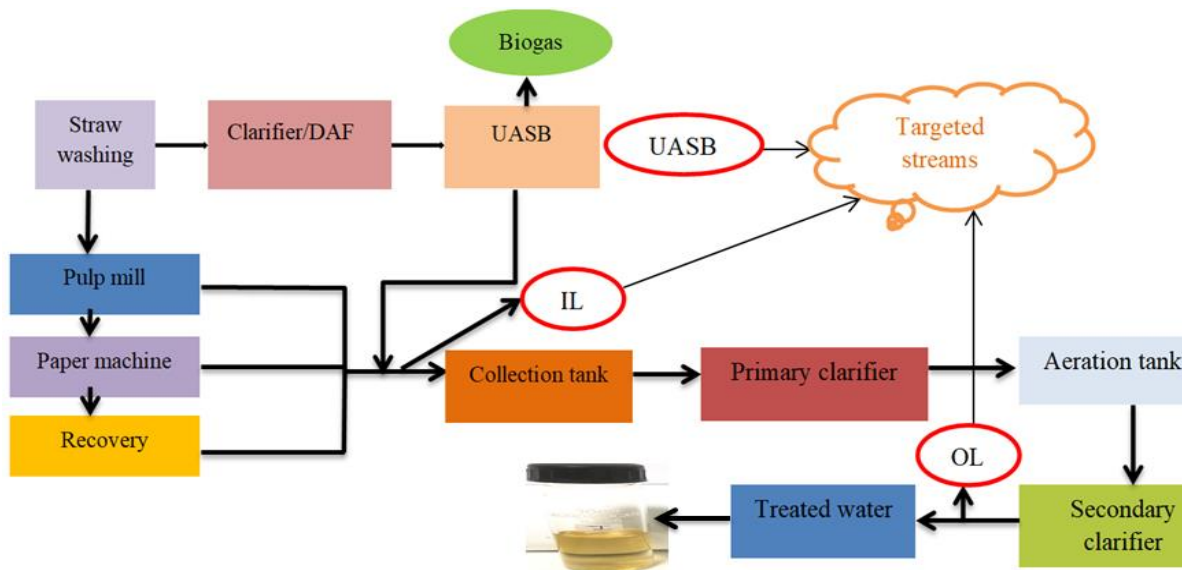 Biogas
Straw
washing
Clarifier/DAF
UASB
UASB
Targeted
streams
Pulp mill
IL
Paper machine
Collection tank
Primary clarifier
Aeration tank
Recovery
OL
Treated water
Secondary
clarifier